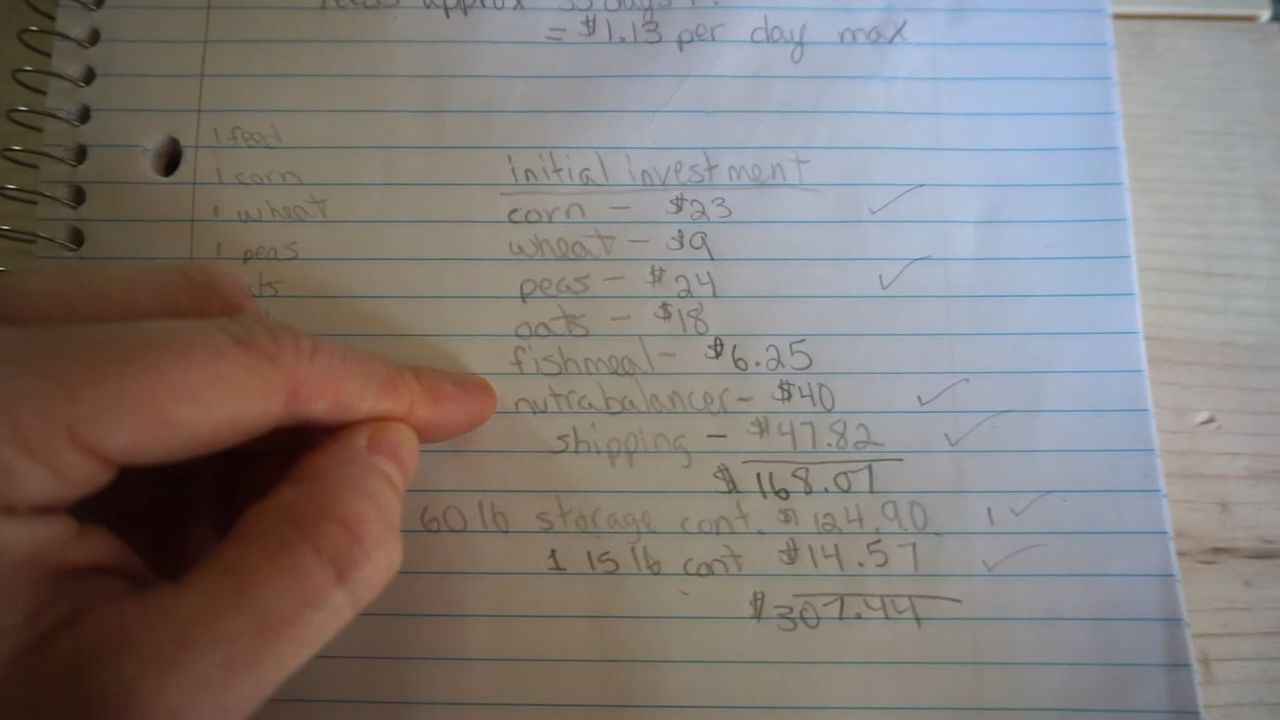 approx
= $1.13 per day max
1 feed
1 corn
1 wheat
1 peas
initial investment
corn - $23 ✓
wheat - $9
peas - $24 ✓
oats - $18
fishmeal - $6.25
nutrabalancer - $40 ✓
shipping - $47.82 ✓
$168.07
60 lb storage cont. $124.90 1 ✓
1 15 lb cont $14.57 ✓
$307.44